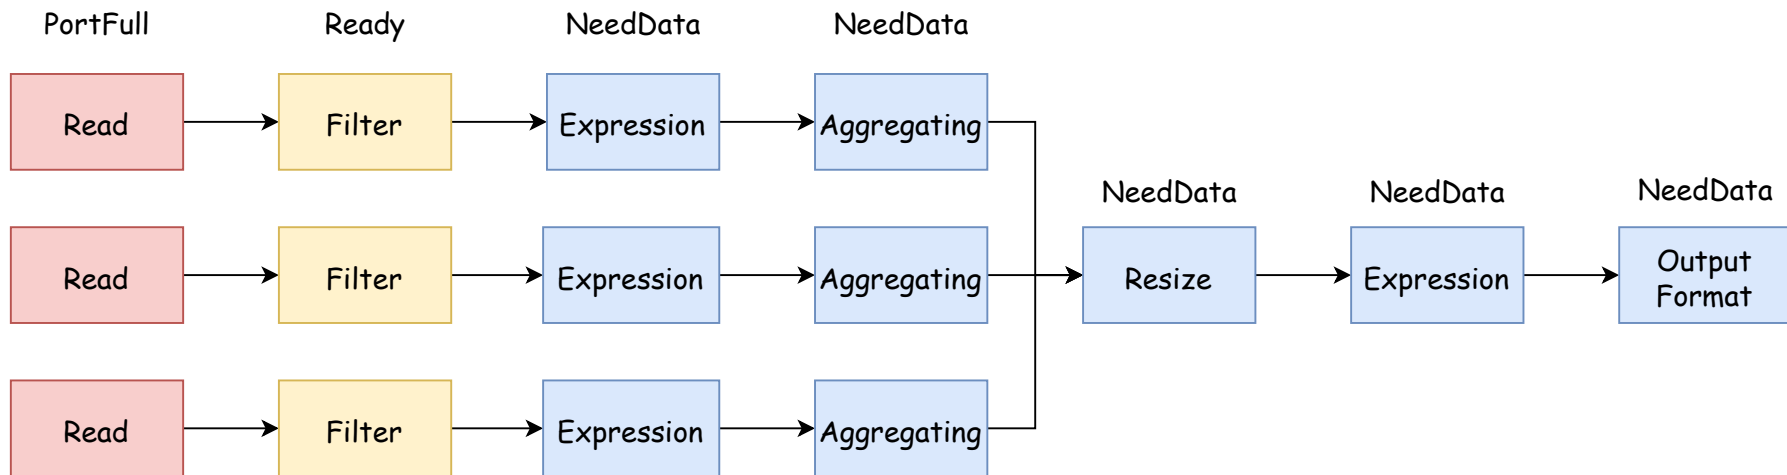 PortFull
Ready
NeedData
NeedData
Read
Filter
Expression
Aggregating
NeedData
NeedData
NeedData
Read
Filter
Expression
Aggregating
Resize
Expression
Output
Format
Read
Filter
Expression
Aggregating